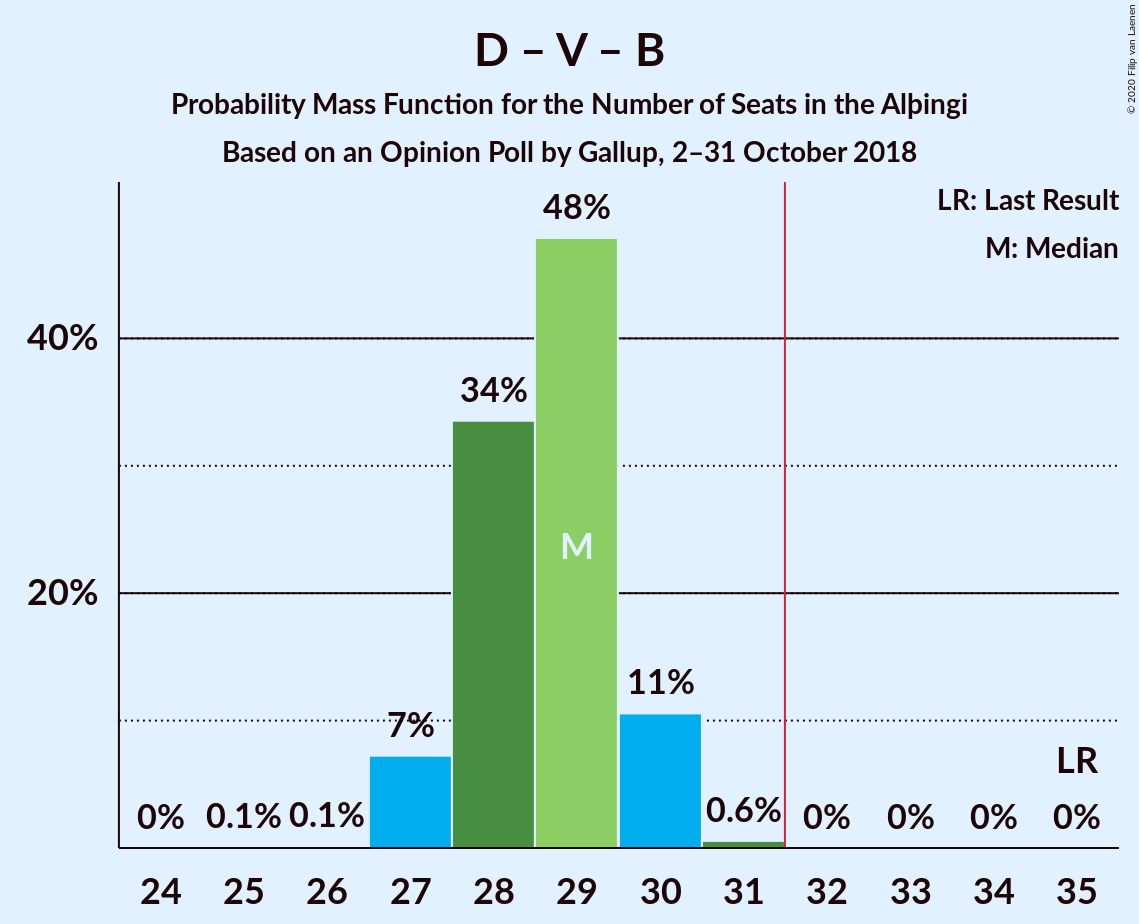 D – V – B
Probability Mass Function for the Number of Seats in the Alþingi
Based on an Opinion Poll by Gallup, 2–31 October 2018
© 2020 Filip van Laenen
LR: Last Result
M: Median
48%
40%
34%
M
20%
11%
7%
LR
0% 0.1% 0.1% 0.6% 0% 0% 0% 0%
24 25 26 27 28 29 30 31 32 33 34 35